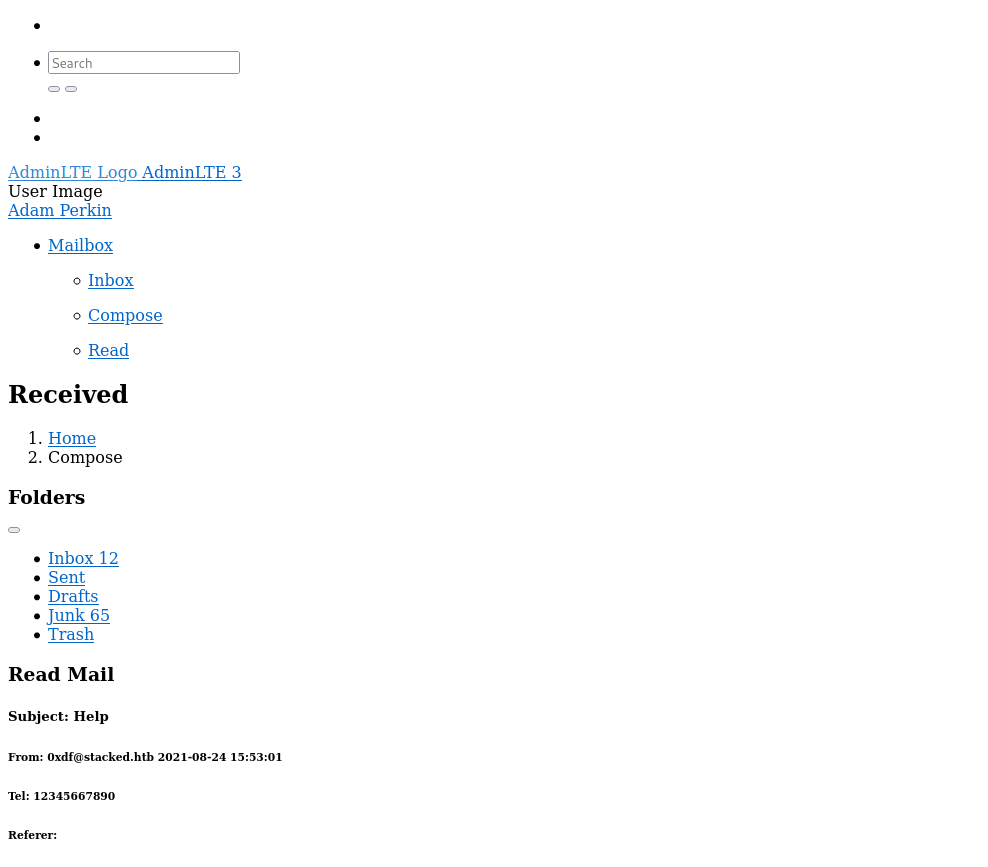 Search
AdminLTE Logo AdminLTE 3
User Image
Adam Perkin
Mailbox
Inbox
Compose
Read
Received
1. Home
2. Compose
Folders
Inbox 12
Sent
Drafts
Junk 65
Trash
Read Mail
Subject: Help
From: 0xdf@stacked.htb 2021-08-24 15:53:01
Tel: 12345667890
Referer: